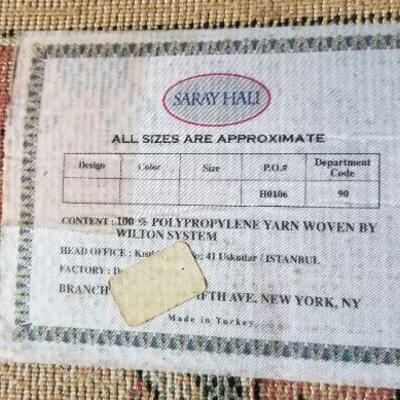 SARAY HALI
ALL SIZES ARE APPROXIMATE
Design Color Size P.O.# Department Code
H0106 90
CONTENT : 100 % POLYPROPYLENE YARN WOVEN BY
WILTON SYSTEM
HEAD OFFICE : 41 Uskudar / ISTANBUL
FACTORY :
BRANCH FTH AVE, NEW YORK, NY
Made in Turkey.